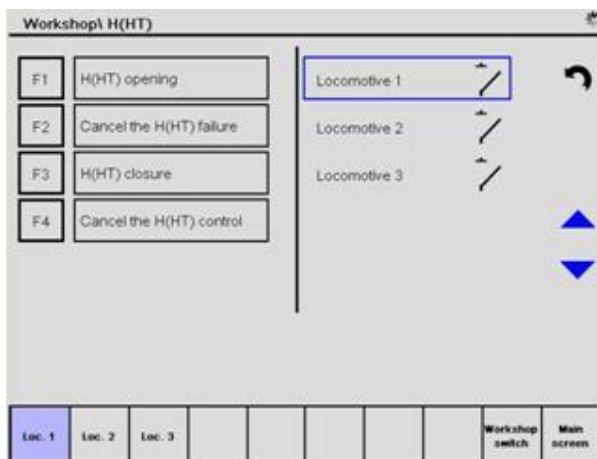 Workshop\ H(HT)
F1 H(HT) opening
F2 Cancel the H(HT) failure
F3 H(HT) closure
F4 Cancel the H(HT) control
Locomotive 1
Locomotive 2
Locomotive 3
Loc. 1 Loc. 2 Loc. 3 Workshop switch Main screen